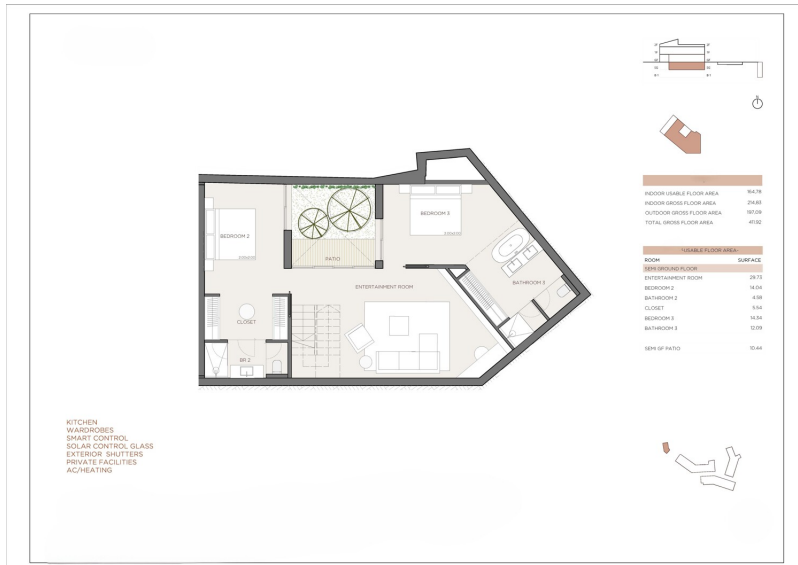 N
INDOOR USABLE FLOOR AREA 164,78
INDOOR GROSS FLOOR AREA 214,83
OUTDOOR GROSS FLOOR AREA 197,09
TOTAL GROSS FLOOR AREA 411,92
*USABLE FLOOR AREA*
ROOM SURFACE
SEMI GROUND FLOOR
ENTERTAINMENT ROOM 29.73
BEDROOM 2 14.04
BATHROOM 2 4.58
CLOSET 5.54
BEDROOM 3 14.34
BATHROOM 3 12.09
SEMI GF PATIO 10.44
BEDROOM 3
BEDROOM 2
PATIO
BATHROOM 3
ENTERTAINMENT ROOM
CLOSET
BR 2
KITCHEN
WARDROBES
SMART CONTROL
SOLAR CONTROL GLASS
EXTERIOR SHUTTERS
PRIVATE FACILITIES
AC/HEATING